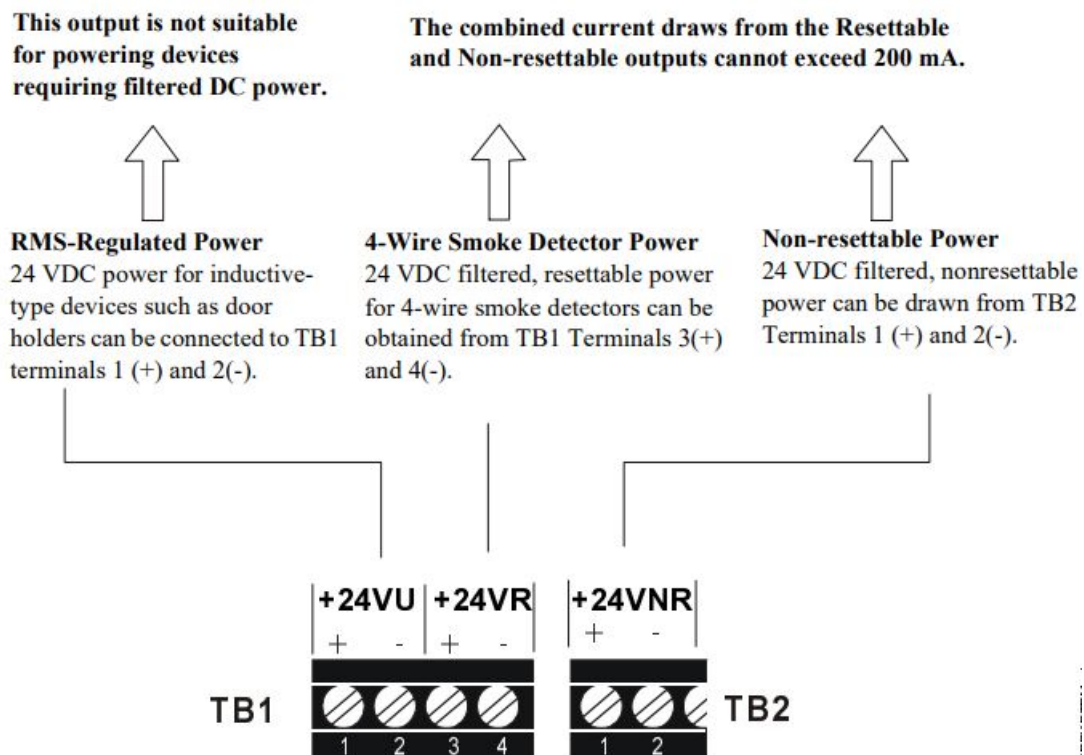 This output is not suitable
for powering devices
requiring filtered DC power.
The combined current draws from the Resettable
and Non-resettable outputs cannot exceed 200 mA.
RMS-Regulated Power
24 VDC power for inductive-
type devices such as door
holders can be connected to TB1
terminals 1 (+) and 2(-).
4-Wire Smoke Detector Power
24 VDC filtered, resettable power
for 4-wire smoke detectors can be
obtained from TB1 Terminals 3(+)
and 4(-).
Non-resettable Power
24 VDC filtered, nonresettable
power can be drawn from TB2
Terminals 1 (+) and 2(-).
+24VU +24VR +24VNR
+ - + - + -
TB1 TB2
1 2 3 4 1 2